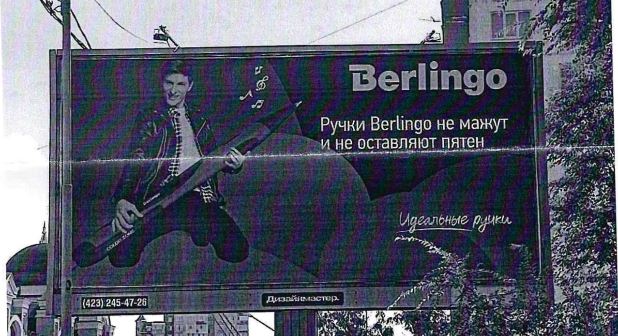 Berlingo
Ручки Berlingo не мажут
и не оставляют пятен
Идеальные ручки
(423) 245-47-26
Дизайнмастер.